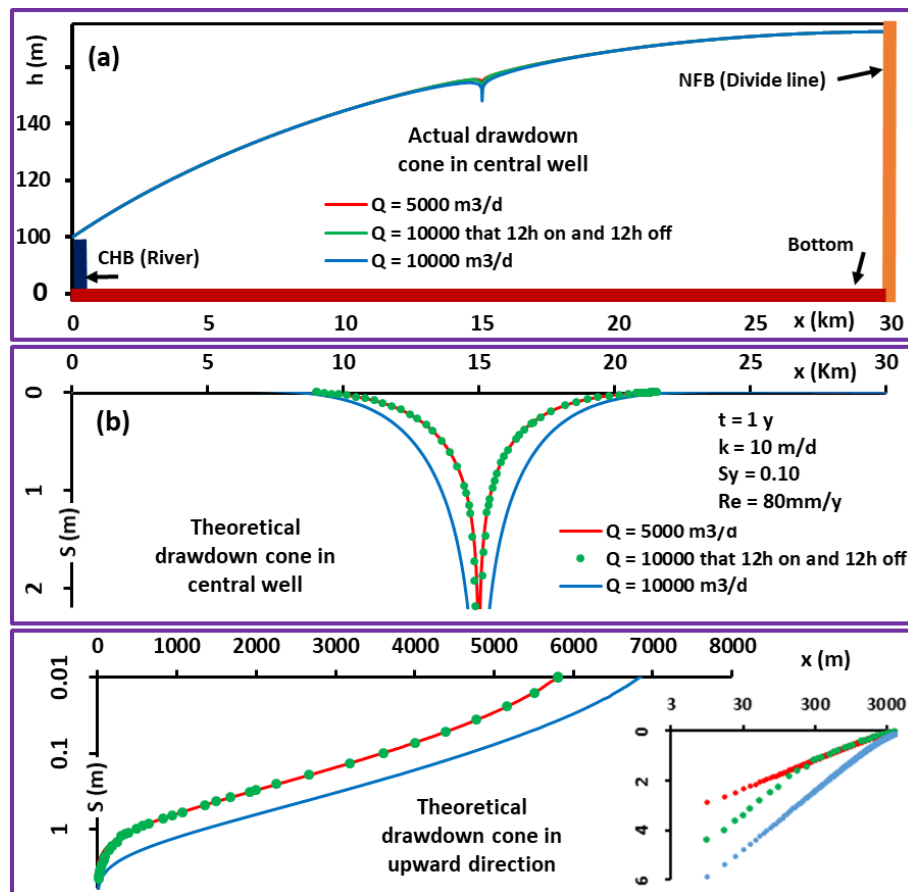 (a)
h (m)
140
120
100
0
NFB (Divide line)
Actual drawdown
cone in central well
Q = 5000 m3/d
Q = 10000 that 12h on and 12h off
Q = 10000 m3/d
CHB (River)
Bottom
0 5 10 15 20 25 x (km) 30
0 5 10 15 20 x (Km) 30
0
1
S (m)
2
(b)
t = 1 y
k = 10 m/d
Sy = 0.10
Re = 80mm/y
Theoretical
drawdown cone in
central well
Q = 5000 m3/d
Q = 10000 that 12h on and 12h off
Q = 10000 m3/d
0 1000 2000 4000 5000 6000 7000 8000
3000
x (m)
0.01
0.1
S (m)
1
Theoretical
drawdown cone in
upward direction
3 30 300 3000
0
2
4
6